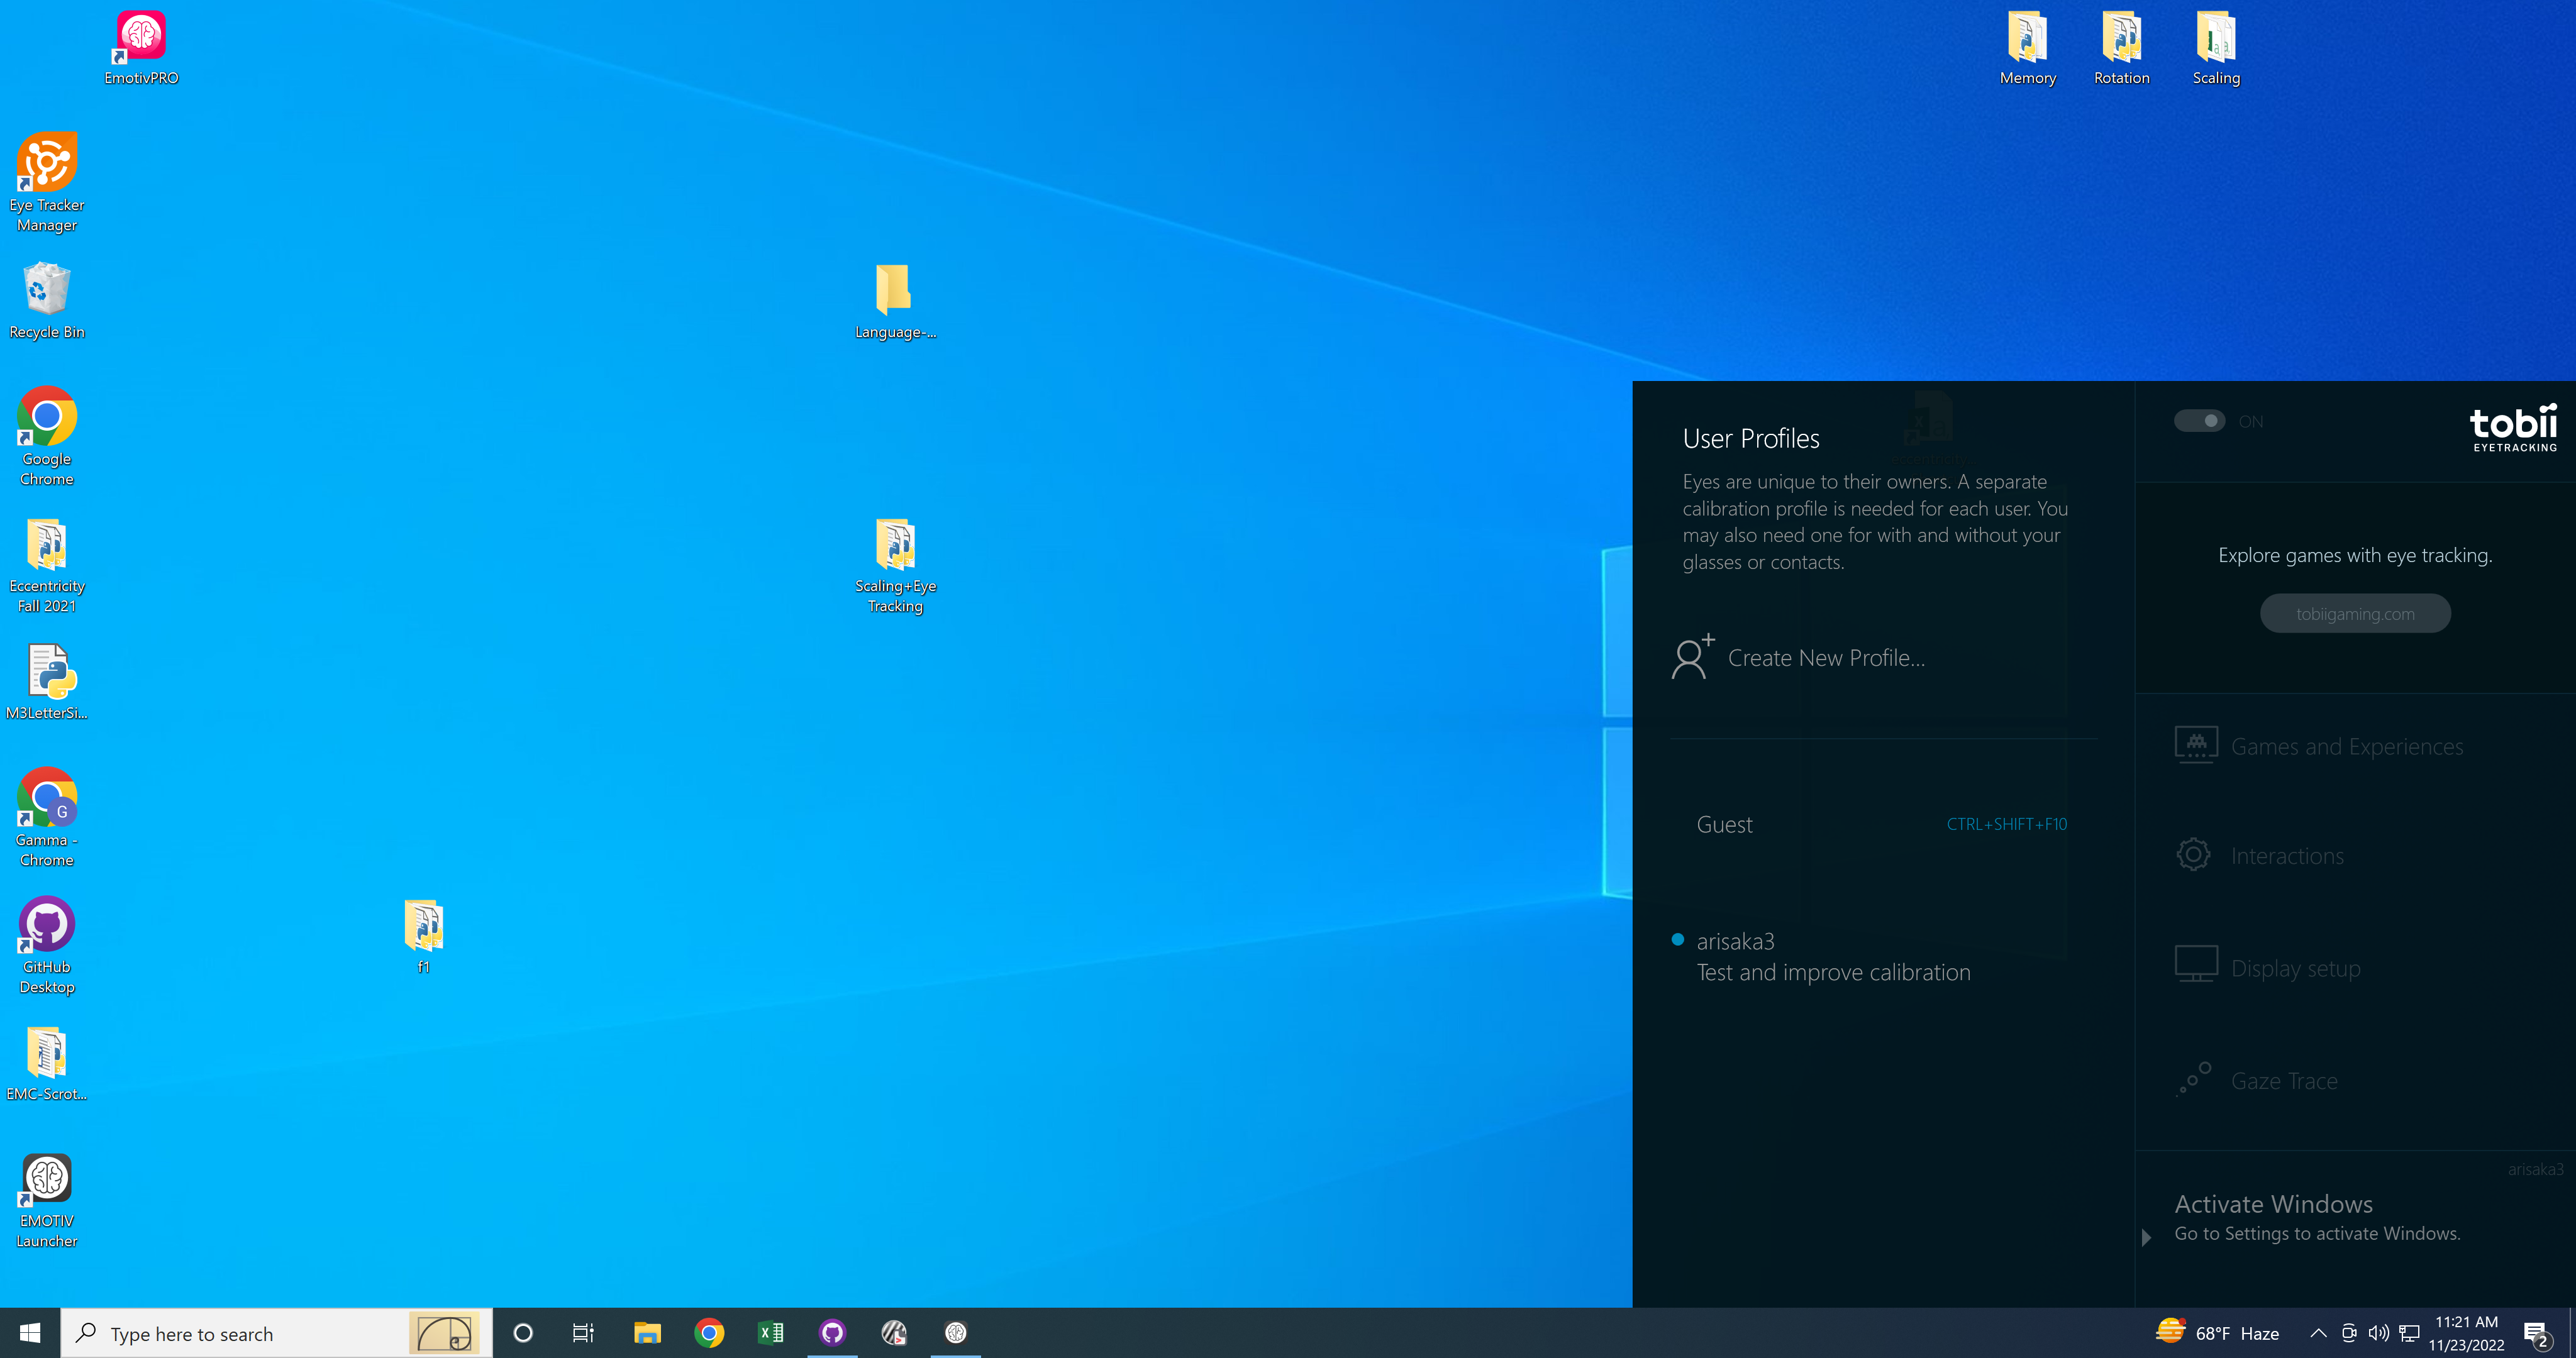 EmotivPRO
Memory
Rotation
Scaling
Eye Tracker
Manager
Recycle Bin
Language-...
Google
Chrome
Eccentricity
Fall 2021
Scaling+Eye
Tracking
M3LetterSi...
G
Gamma -
Chrome
GitHub
Desktop
f1
EMC-Scrot...
EMOTIV
Launcher
User Profiles
Eyes are unique to their owners. A separate
calibration profile is needed for each user. You
may also need one for with and without your
glasses or contacts.
Create New Profile...
Guest
CTRL+SHIFT+F10
arisaka3
Test and improve calibration
ON
tobii
EYETRACKING
Explore games with eye tracking.
tobiigaming.com
Games and Experiences
Interactions
Display setup
Gaze Trace
arisaka3
Activate Windows
Go to Settings to activate Windows.
Type here to search
68°F Haze
11:21 AM
11/23/2022
2